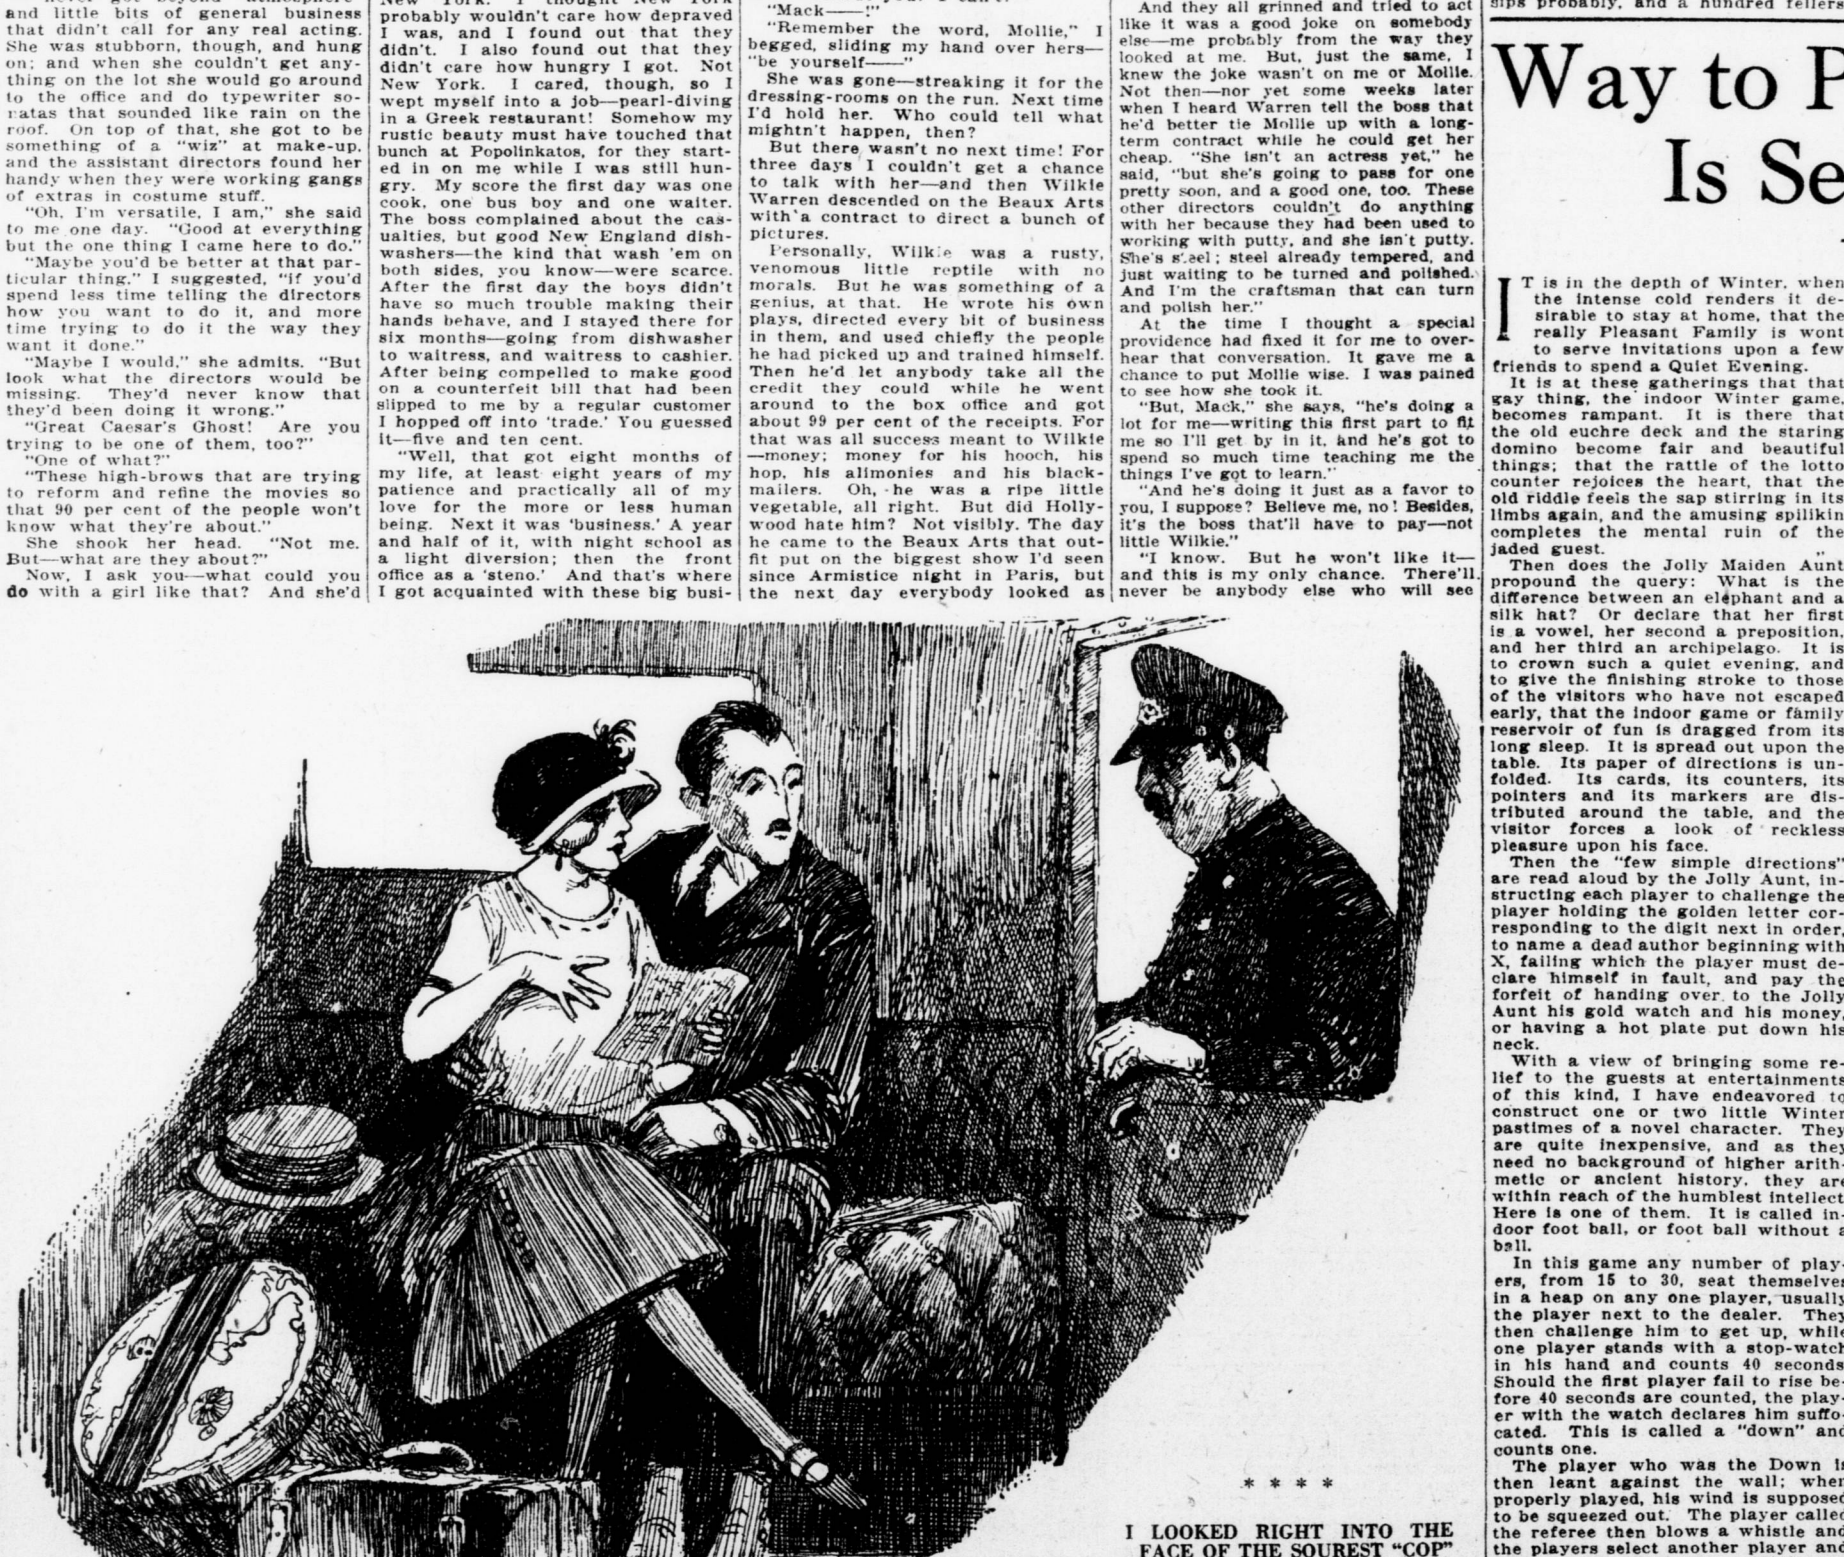 and little bits of general business
that didn't call for any real acting.
She was stubborn, though, and hung
on; and when she couldn't get any-
thing on the lot she would go around
to the office and do typewriter so-
natas that sounded like rain on the
roof. On top of that, she got to be
something of a "wiz" at make-up,
and the assistant directors found her
handy when they were working gangs
of extras in costume stuff.
"Oh, I'm versatile, I am," she said
to me one day. "Good at everything
but the one thing I came here to do."
"Maybe you'd be better at that par-
ticular thing," I suggested, "if you'd
spend less time telling the directors
how you want to do it, and more
time trying to do it the way they
want it done."
"Maybe I would," she admits. "But
look what the directors would be
missing. They'd never know that
they'd been doing it wrong."
"Great Caesar's Ghost! Are you
trying to be one of them, too?"
"One of what?"
"These high-brows that are trying
to reform and refine the movies so
that 90 per cent of the people won't
know what they're about."
She shook her head. "Not me.
But—what are they about?"
Now, I ask you—what could you
do with a girl like that? And she'd
New York. I thought New York
probably wouldn't care how depraved
I was, and I found out that they
didn't. I also found out that they
didn't care how hungry I got. Not
New York. I cared, though, so I
wept myself into a job—pearl-diving
in a Greek restaurant! Somehow my
rustic beauty must have touched that
bunch at Popolinkatos, for they start-
ed in on me while I was still hun-
gry. My score the first day was one
cook, one bus boy and one waiter.
The boss complained about the cas-
ualties, but good New England dish-
washers—the kind that wash 'em on
both sides, you know—were scarce.
After the first day the boys didn't
have so much trouble making their
hands behave, and I stayed there for
six months—going from dishwasher
to waitress, and waitress to cashier.
After being compelled to make good
on a counterfeit bill that had been
slipped to me by a regular customer
I hopped off into 'trade.' You guessed
it—five and ten cent.
"Well, that got eight months of
my life, at least eight years of my
patience and practically all of my
love for the more or less human
being. Next it was 'business.' A year
and half of it, with night school as
a light diversion; then the front
office as a 'steno.' And that's where
I got acquainted with these big busi-
"Mack——!"
"Remember the word, Mollie," I
begged, sliding my hand over hers—
"be yourself——"
She was gone—streaking it for the
dressing-rooms on the run. Next time
I'd hold her. Who could tell what
mightn't happen, then?
But there wasn't no next time! For
three days I couldn't get a chance
to talk with her—and then Wilkie
Warren descended on the Beaux Arts
with a contract to direct a bunch of
pictures.
Personally, Wilkie was a rusty,
venomous little reptile with no
morals. But he was something of a
genius, at that. He wrote his own
plays, directed every bit of business
in them, and used chiefly the people
he had picked up and trained himself.
Then he'd let anybody take all the
credit they could while he went
around to the box office and got
about 99 per cent of the receipts. For
that was all success meant to Wilkie
—money; money for his hooch, his
hop, his alimonies and his black-
mailers. Oh, he was a ripe little
vegetable, all right. But did Holly-
wood hate him? Not visibly. The day
he came to the Beaux Arts that out-
fit put on the biggest show I'd seen
since Armistice night in Paris, but
the next day everybody looked as
And they all grinned and tried to act
like it was a good joke on somebody
else—me probably from the way they
looked at me. But, just the same, I
knew the joke wasn't on me or Mollie.
Not then—nor yet some weeks later
when I heard Warren tell the boss that
he'd better tie Mollie up with a long-
term contract while he could get her
cheap. "She isn't an actress yet," he
said, "but she's going to pass for one
pretty soon, and a good one, too. These
other directors couldn't do anything
with her because they had been used to
working with putty, and she isn't putty.
She's steel; steel already tempered, and
just waiting to be turned and polished.
And I'm the craftsman that can turn
and polish her."
At the time I thought a special
providence had fixed it for me to over-
hear that conversation. It gave me a
chance to put Mollie wise. I was pained
to see how she took it.
"But, Mack," she says, "he's doing a
lot for me—writing this first part to fit
me so I'll get by in it, and he's got to
spend so much time teaching me the
things I've got to learn."
"And he's doing it just as a favor to
you, I suppose? Believe me, no! Besides,
it's the boss that'll have to pay—not
little Wilkie."
"I know. But he won't like it—
and this is my only chance. There'll
never be anybody else who will see
* * * *
I LOOKED RIGHT INTO THE
FACE OF THE SOUREST "COP"
sips probably, and a hundred fellers
Way to P
Is Se
IT is in the depth of Winter, when
the intense cold renders it de-
sirable to stay at home, that the
really Pleasant Family is wont
to serve invitations upon a few
friends to spend a Quiet Evening.
It is at these gatherings that that
gay thing, the indoor Winter game,
becomes rampant. It is there that
the old euchre deck and the staring
domino become fair and beautiful
things; that the rattle of the lotto
counter rejoices the heart, that the
old riddle feels the sap stirring in its
limbs again, and the amusing spilikin
completes the mental ruin of the
jaded guest.
Then does the Jolly Maiden Aunt
propound the query: What is the
difference between an elephant and a
silk hat? Or declare that her first
is a vowel, her second a preposition,
and her third an archipelago. It is
to crown such a quiet evening, and
to give the finishing stroke to those
of the visitors who have not escaped
early, that the indoor game or family
reservoir of fun is dragged from its
long sleep. It is spread out upon the
table. Its paper of directions is un-
folded. Its cards, its counters, its
pointers and its markers are dis-
tributed around the table, and the
visitor forces a look of reckless
pleasure upon his face.
Then the "few simple directions"
are read aloud by the Jolly Aunt, in-
structing each player to challenge the
player holding the golden letter cor-
responding to the digit next in order,
to name a dead author beginning with
X, failing which the player must de-
clare himself in fault, and pay the
forfeit of handing over to the Jolly
Aunt his gold watch and his money,
or having a hot plate put down his
neck.
With a view of bringing some re-
lief to the guests at entertainments
of this kind, I have endeavored to
construct one or two little Winter
pastimes of a novel character. They
are quite inexpensive, and as they
need no background of higher arith-
metic or ancient history, they are
within reach of the humblest intellect.
Here is one of them. It is called in-
door foot ball, or foot ball without a
ball.
In this game any number of play-
ers, from 15 to 30, seat themselves
in a heap on any one player, usually
the player next to the dealer. They
then challenge him to get up, while
one player stands with a stop-watch
in his hand and counts 40 seconds.
Should the first player fail to rise be-
fore 40 seconds are counted, the play-
er with the watch declares him suffo-
cated. This is called a "down" and
counts one.
The player who was the Down is
then leant against the wall; when
properly played, his wind is supposed
to be squeezed out. The player called
the referee then blows a whistle and
the players select another player and